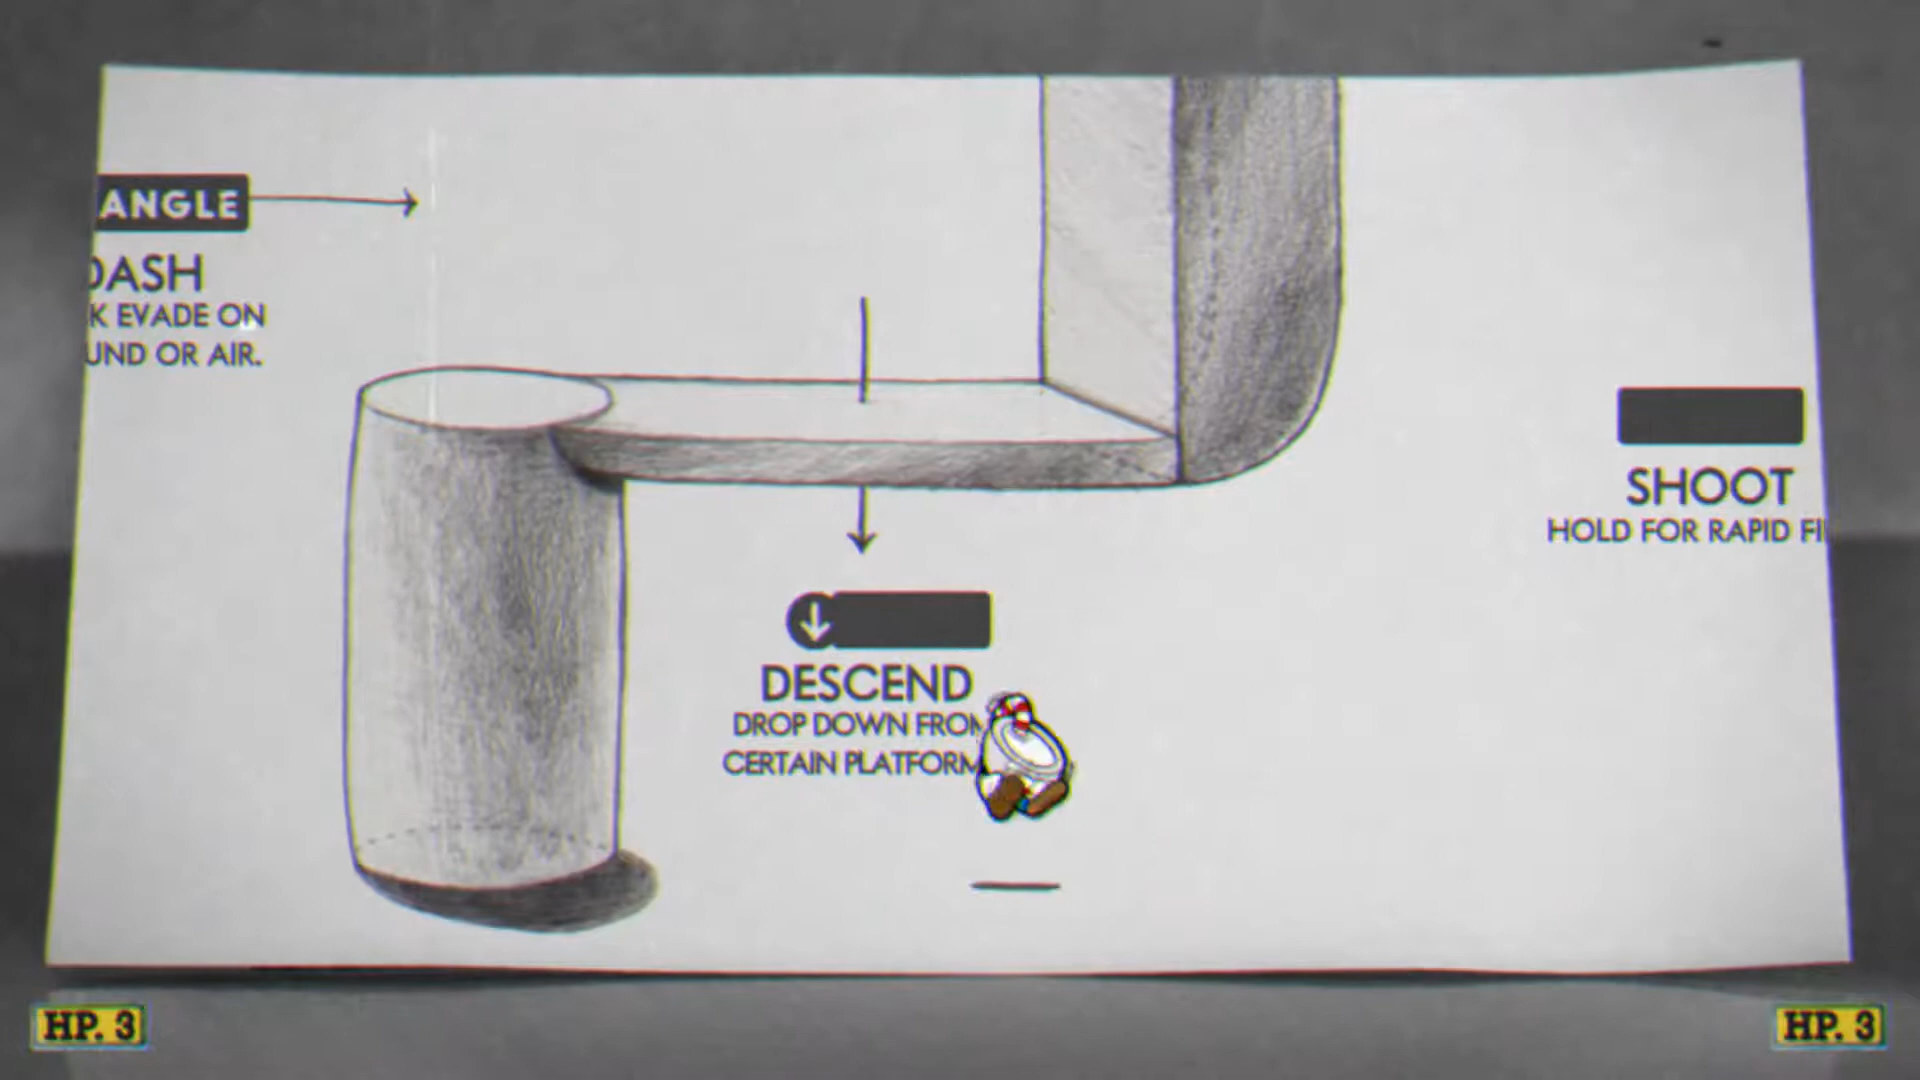 ANGLE
DASH
K EVADE ON
UND OR AIR.
SHOOT
HOLD FOR RAPID FI
DESCEND
DROP DOWN FROM
CERTAIN PLATFORM
HP. 3
HP. 3